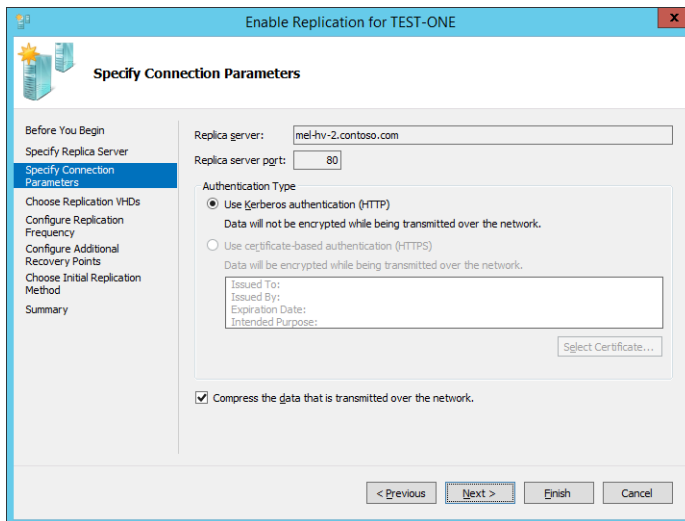 Enable Replication for TEST-ONE
x
Specify Connection Parameters
Before You Begin
Specify Replica Server
Specify Connection
Parameters
Choose Replication VHDs
Configure Replication
Frequency
Configure Additional
Recovery Points
Choose Initial Replication
Method
Summary
Replica server: mel-hv-2.contoso.com
Replica server port: 80
Authentication Type
Use Kerberos authentication (HTTP)
Data will not be encrypted while being transmitted over the network.
Use certificate-based authentication (HTTPS)
Data will be encrypted while being transmitted over the network.
Issued To:
Issued By:
Expiration Date:
Intended Purpose:
Select Certificate...
Compress the data that is transmitted over the network.
< Previous Next > Finish Cancel